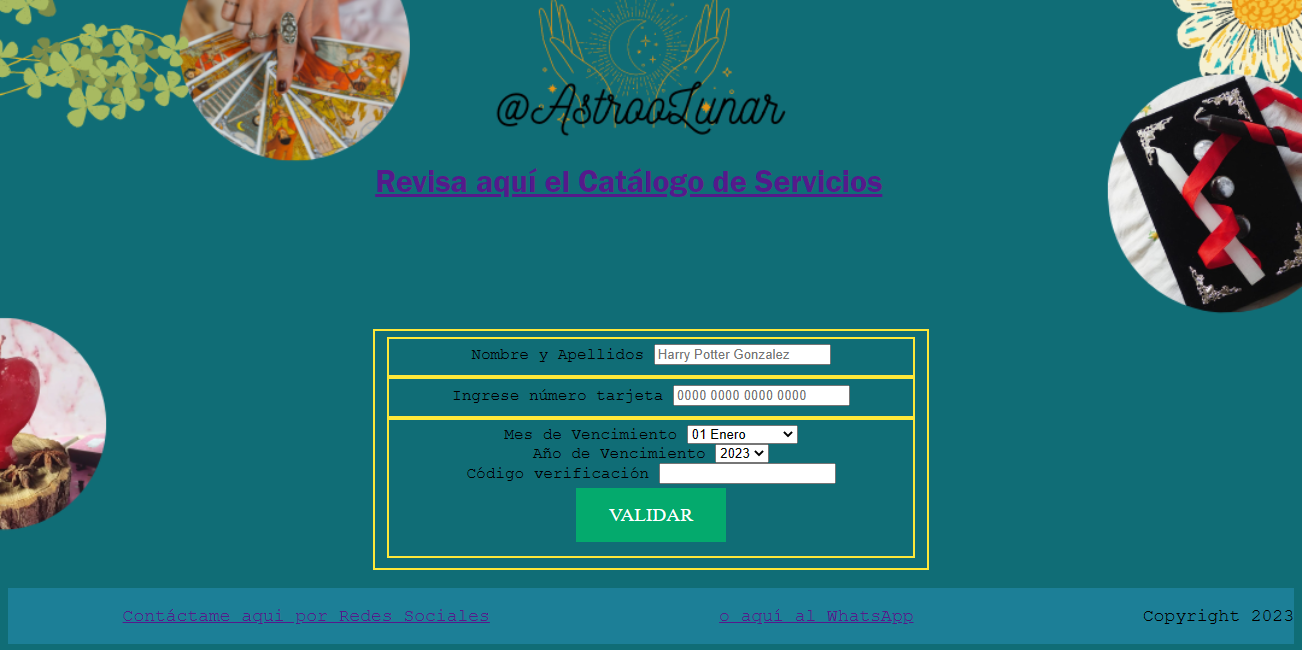 @AstrooLunar
Revisa aquí el Catálogo de Servicios
Nombre y Apellidos Harry Potter Gonzalez
Ingrese número tarjeta 0000 0000 0000 0000
Mes de Vencimiento 01 Enero
Año de Vencimiento 2023
Código verificación
VALIDAR
Contáctame aqui por Redes Sociales o aquí al WhatsApp Copyright 2023